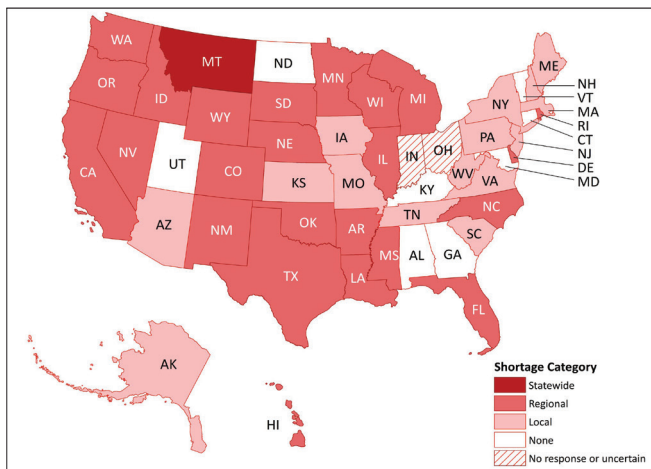 WA
MT
ND
MN
ME
OR
ID
SD
WI
MI
NY
NH
VT
MA
RI
CT
NJ
DE
MD
WY
NE
IA
PA
NV
UT
CO
IL
IN
OH
CA
KS
MO
KY
WV
VA
AZ
NM
OK
AR
TN
NC
SC
TX
LA
MS
AL
GA
FL
AK
HI
Shortage Category
Statewide
Regional
Local
None
No response or uncertain